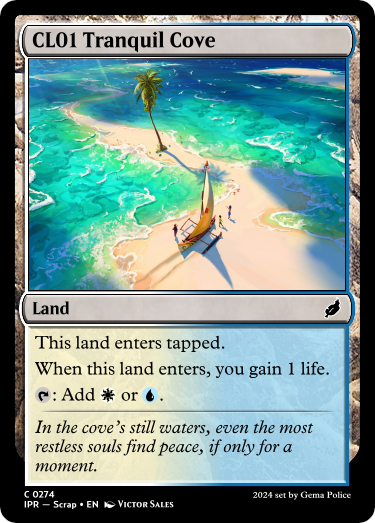 CL01 Tranquil Cove
Land
This land enters tapped.
When this land enters, you gain 1 life.
: Add or .
In the cove's still waters, even the most
restless souls find peace, if only for a
moment.
C 0274
2024 set by Gema Police
IPR — Scrap • EN Victor Sales